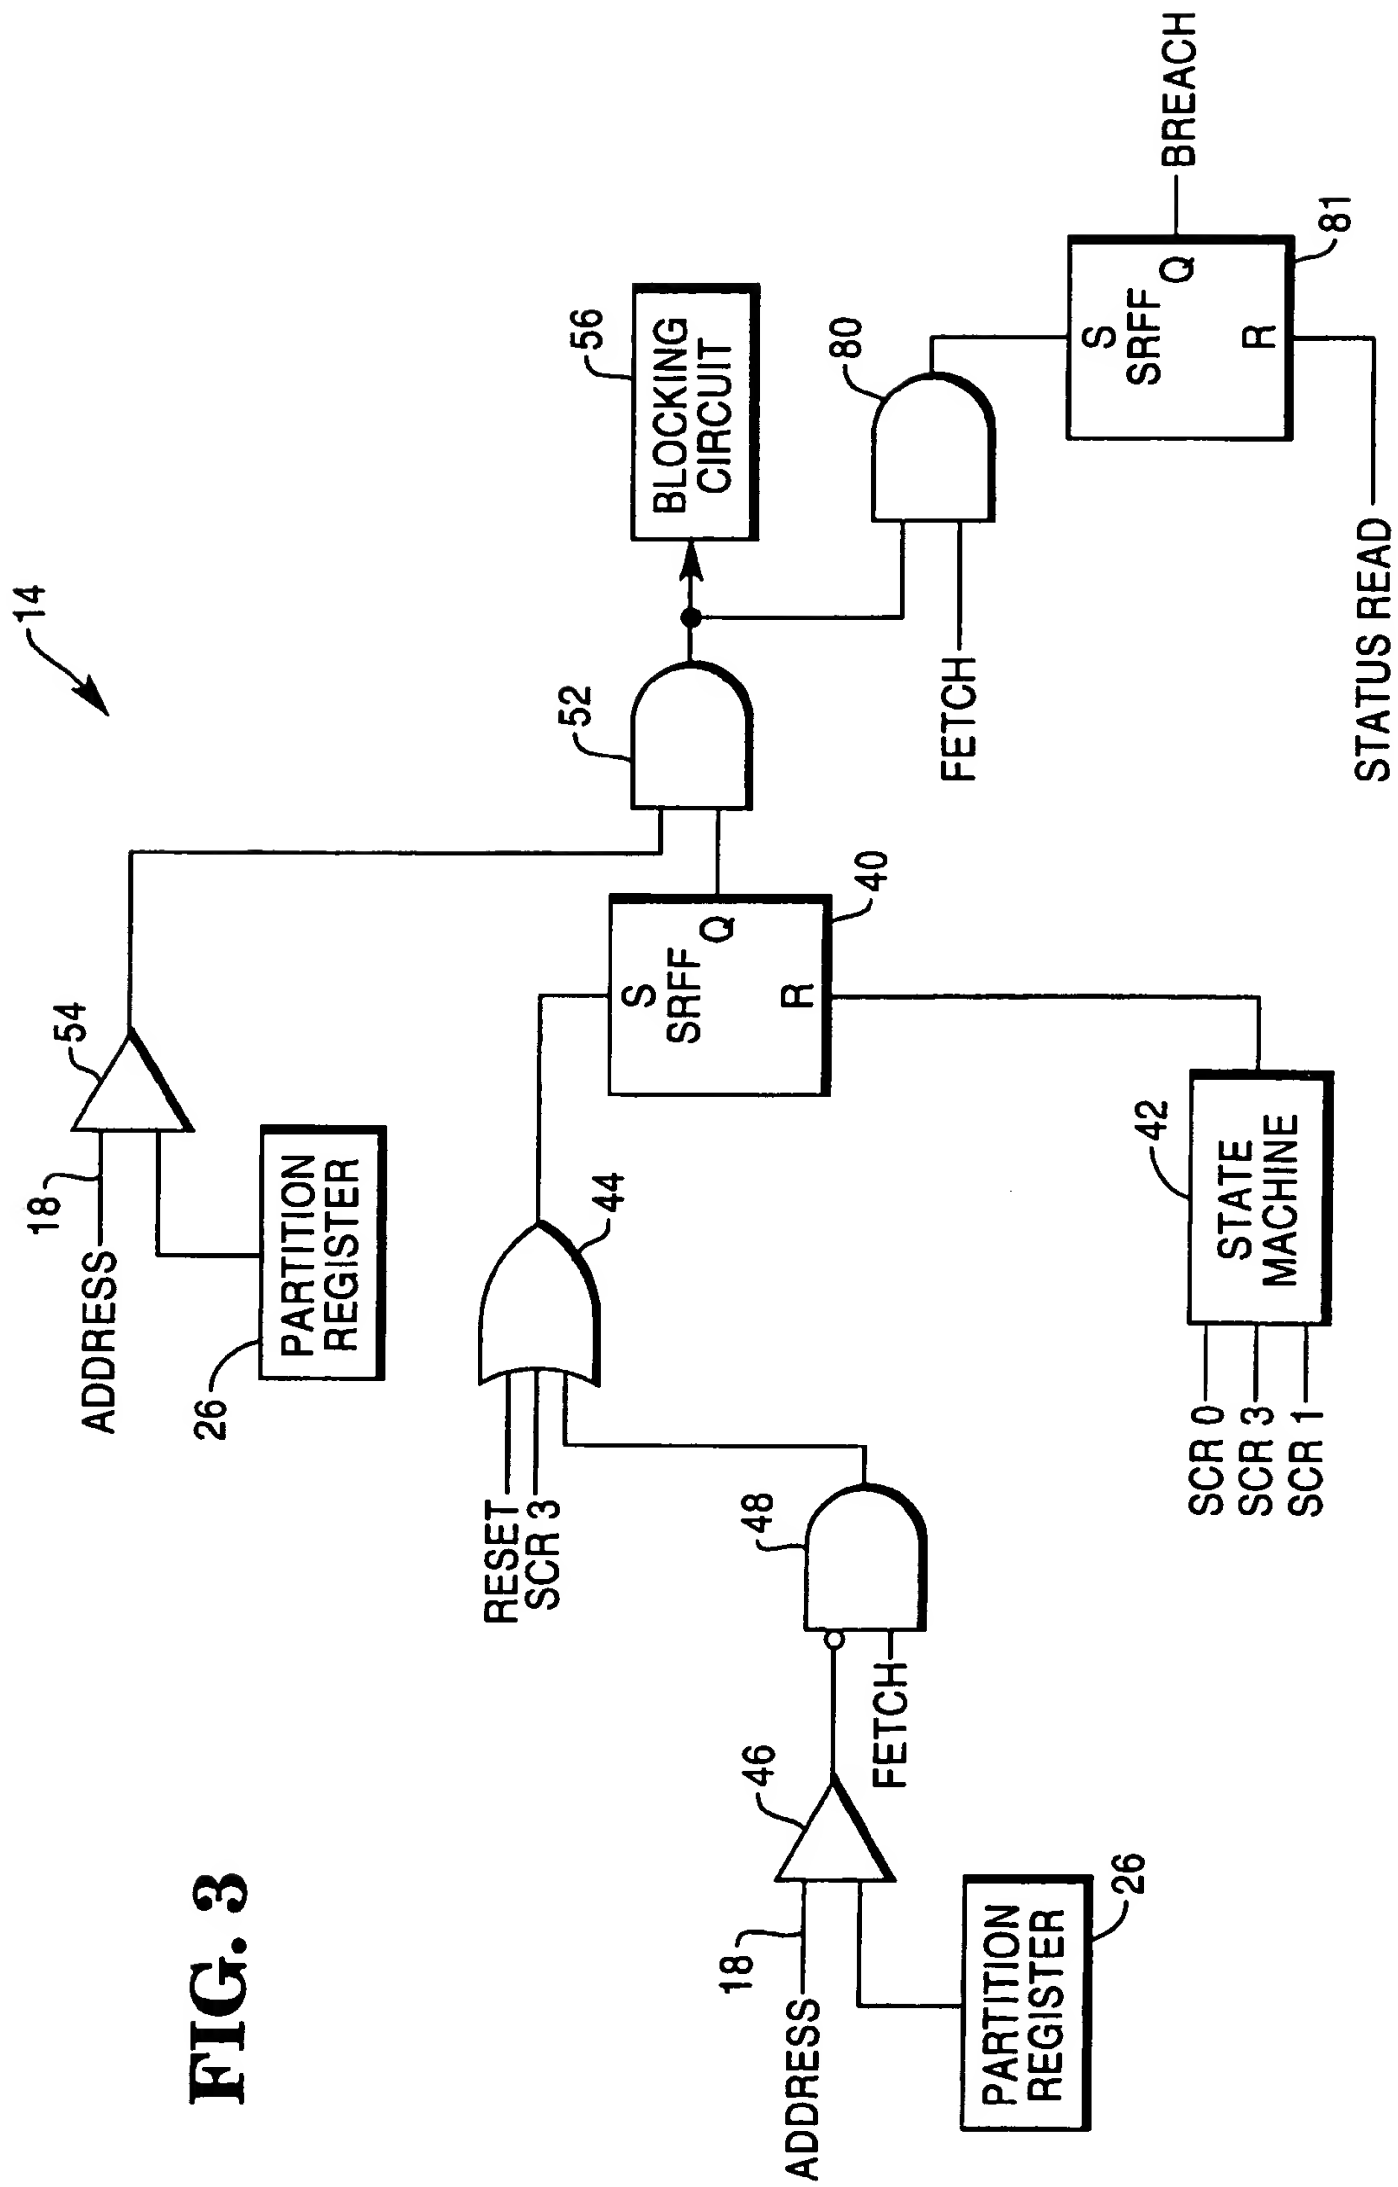 FIG. 3
14
ADDRESS
18
54
26
PARTITION
REGISTER
RESET
SCR 3
44
S
SRFF
Q
R
40
52
56
BLOCKING
CIRCUIT
ADDRESS
18
46
PARTITION
REGISTER
26
48
FETCH
SCR 0
SCR 3
SCR 1
42
STATE
MACHINE
FETCH
80
S
SRFF
Q
R
81
BREACH
STATUS READ